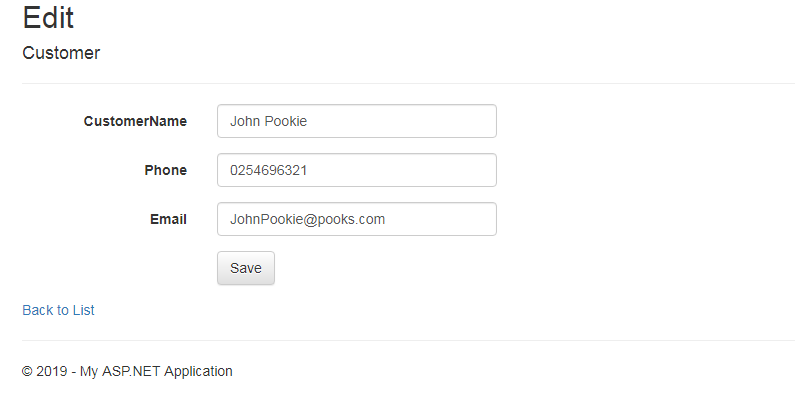 Edit
Customer
CustomerName John Pookie
Phone 0254696321
Email JohnPookie@pooks.com
Save
Back to List
© 2019 - My ASP.NET Application